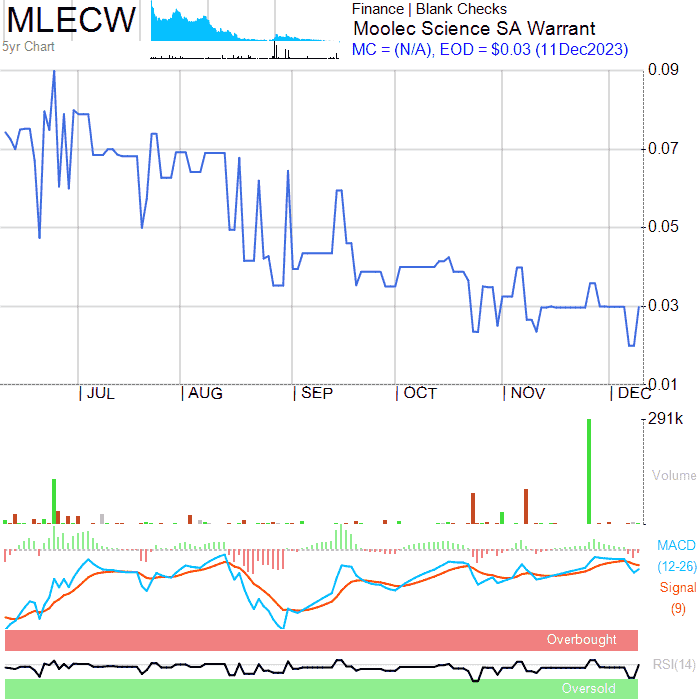 MLECW
5yr Chart
Finance | Blank Checks
Moolec Science SA Warrant
MC = (N/A), EOD = $0.03 (11Dec2023)
0.09
0.07
0.05
0.03
0.01
| JUL | AUG | SEP | OCT | NOV | DEC
291k
Volume
MACD
(12-26)
Signal
(9)
Overbought
RSI(14)
Oversold